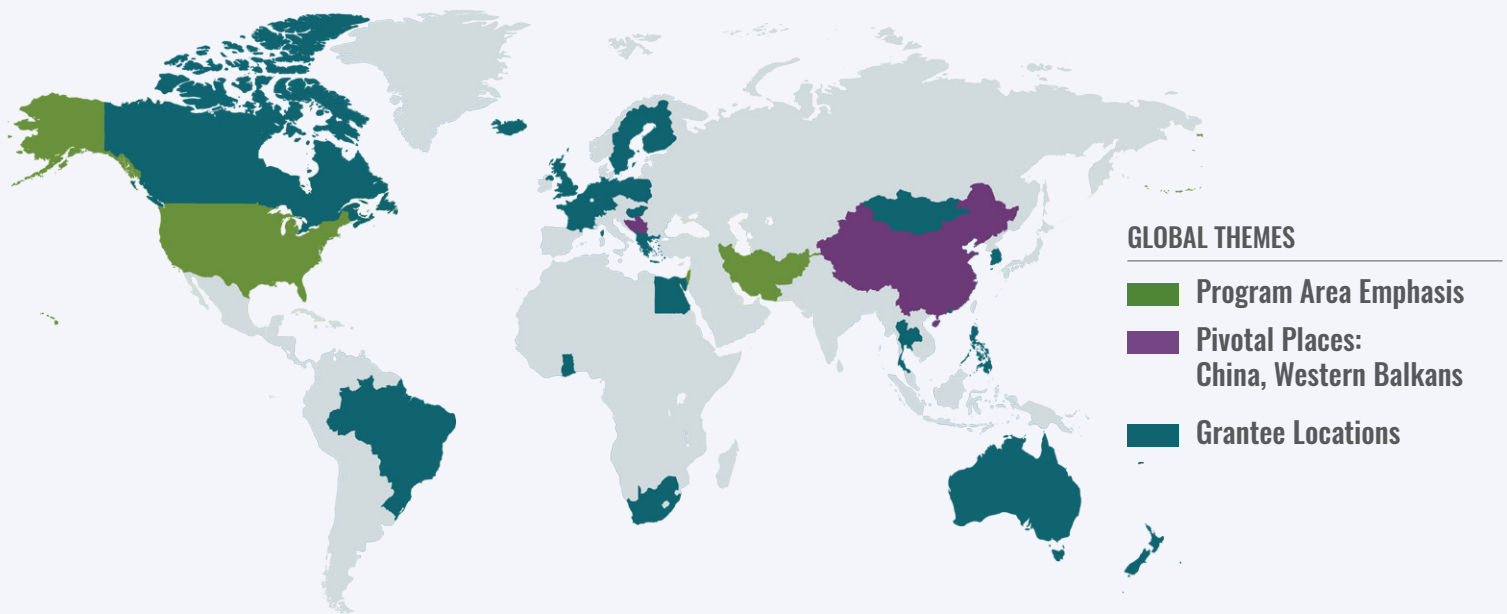 GLOBAL THEMES
Program Area Emphasis
Pivotal Places:
China, Western Balkans
Grantee Locations